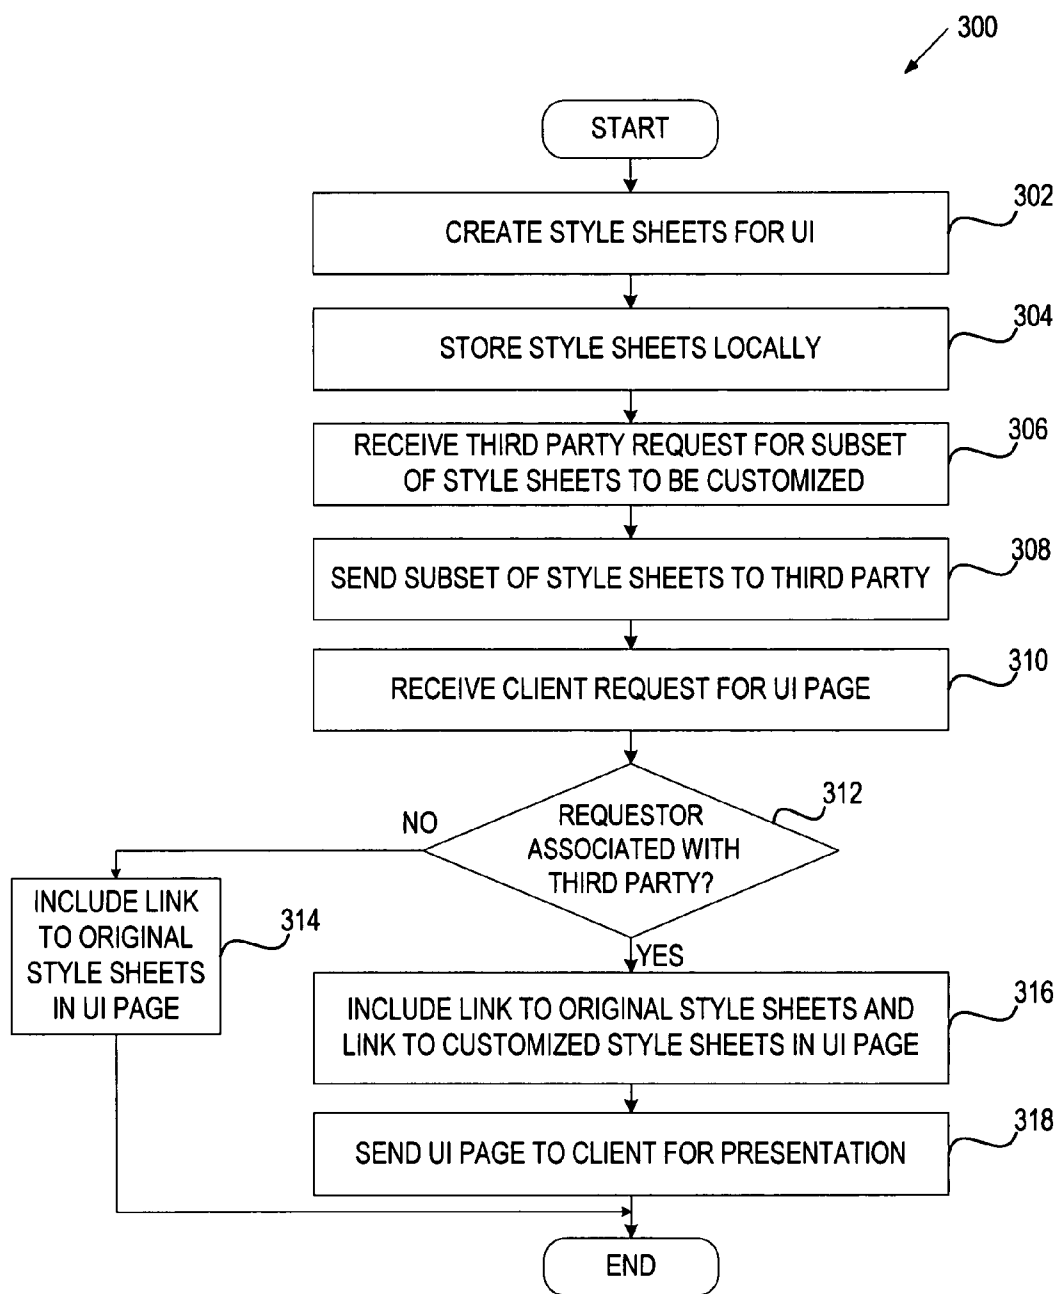 300
START
302
CREATE STYLE SHEETS FOR UI
304
STORE STYLE SHEETS LOCALLY
306
RECEIVE THIRD PARTY REQUEST FOR SUBSET
OF STYLE SHEETS TO BE CUSTOMIZED
308
SEND SUBSET OF STYLE SHEETS TO THIRD PARTY
310
RECEIVE CLIENT REQUEST FOR UI PAGE
312
REQUESTOR
ASSOCIATED WITH
THIRD PARTY?
NO
INCLUDE LINK
TO ORIGINAL
STYLE SHEETS
IN UI PAGE
314
YES
316
INCLUDE LINK TO ORIGINAL STYLE SHEETS AND
LINK TO CUSTOMIZED STYLE SHEETS IN UI PAGE
318
SEND UI PAGE TO CLIENT FOR PRESENTATION
END